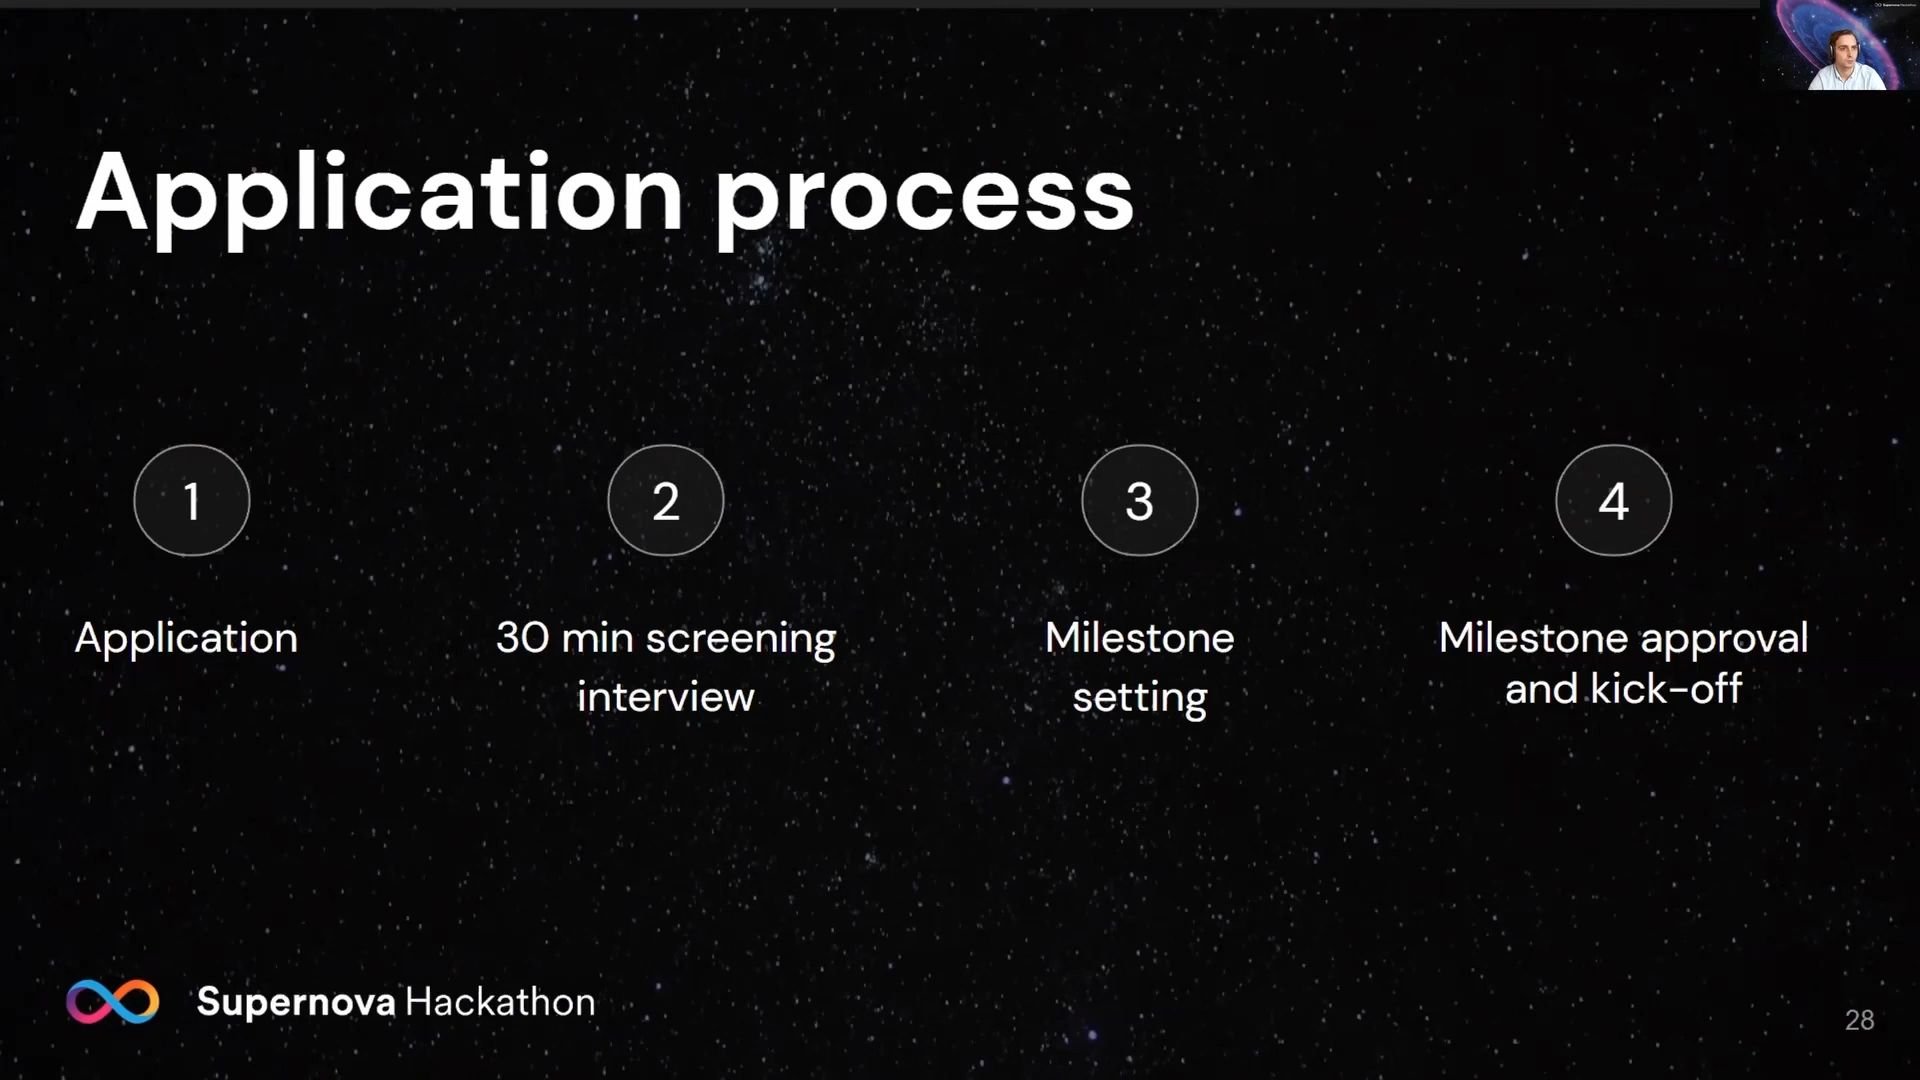 Application process
1
2
3
4
Application
30 min screening
interview
Milestone
setting
Milestone approval
and kick-off
Supernova Hackathon
28